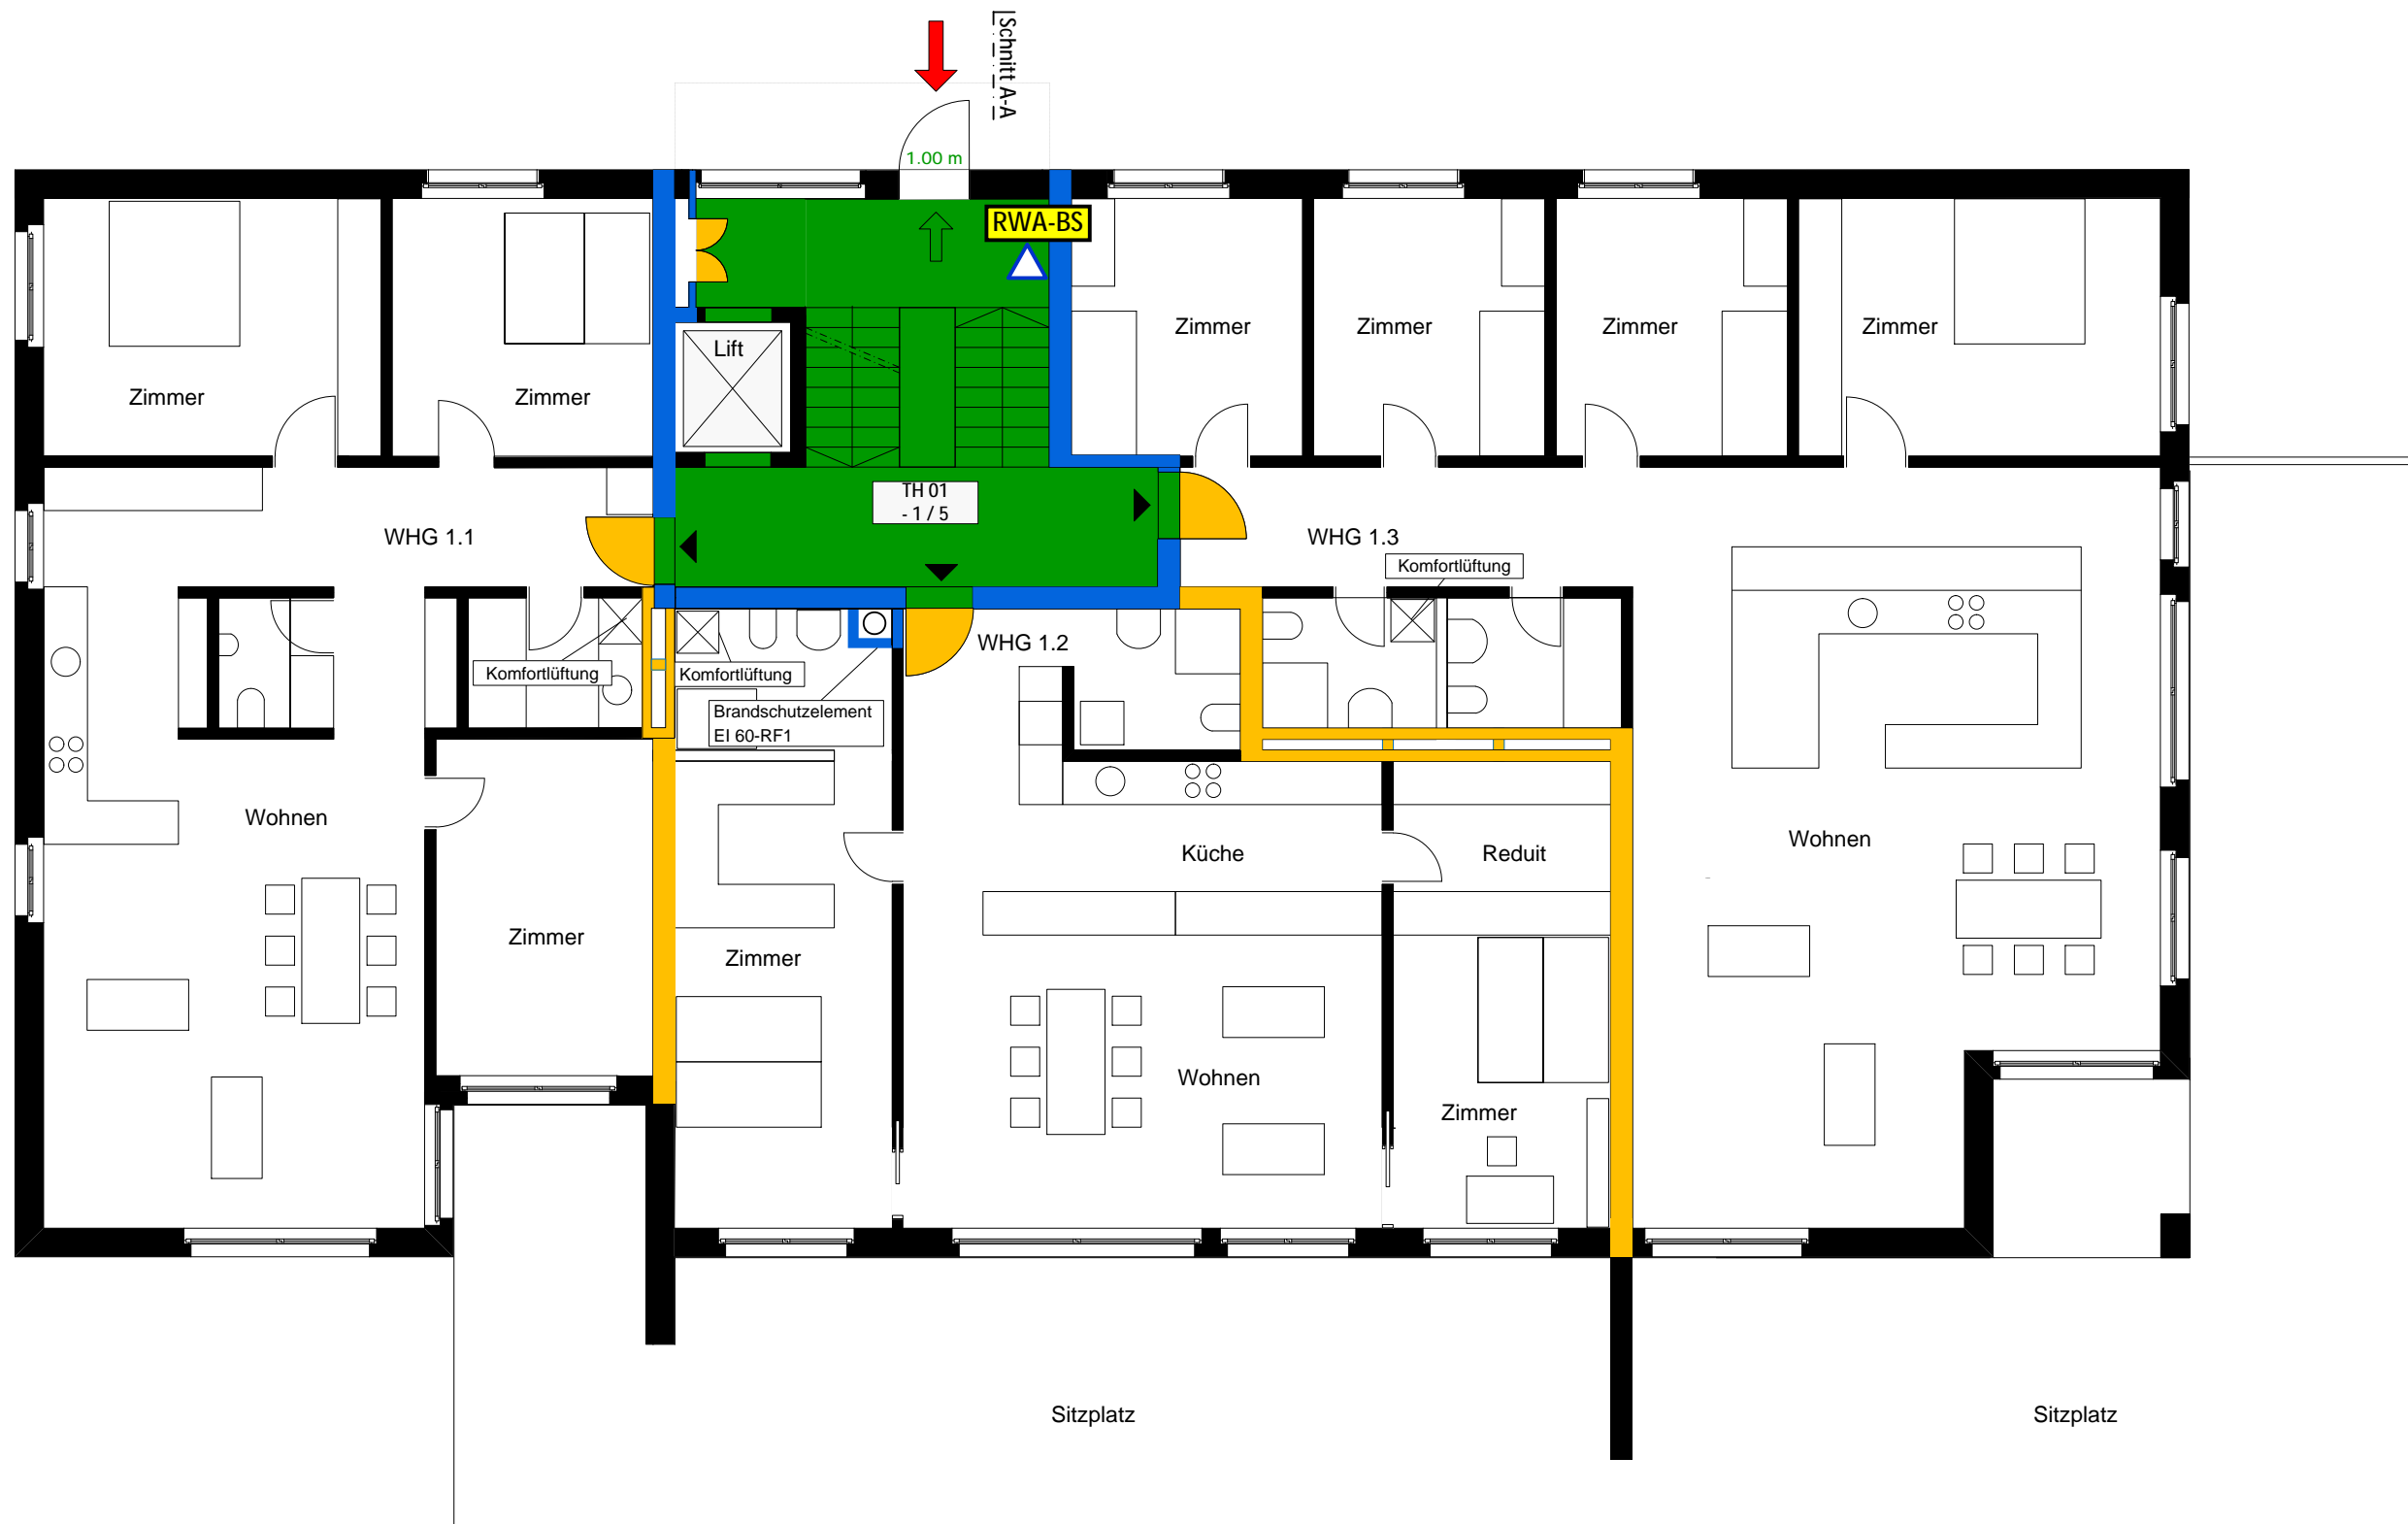 Schnitt A-A
1.00 m
RWA-BS
Zimmer
Zimmer
Zimmer
Zimmer
Lift
Zimmer
Zimmer
TH 01
- 1 / 5
WHG 1.1
WHG 1.3
Komfortlüftung
WHG 1.2
Komfortlüftung
Komfortlüftung
Brandschutzelement
EI 60-RF1
Wohnen
Küche
Reduit
Wohnen
Zimmer
Zimmer
Wohnen
Zimmer
Sitzplatz
Sitzplatz